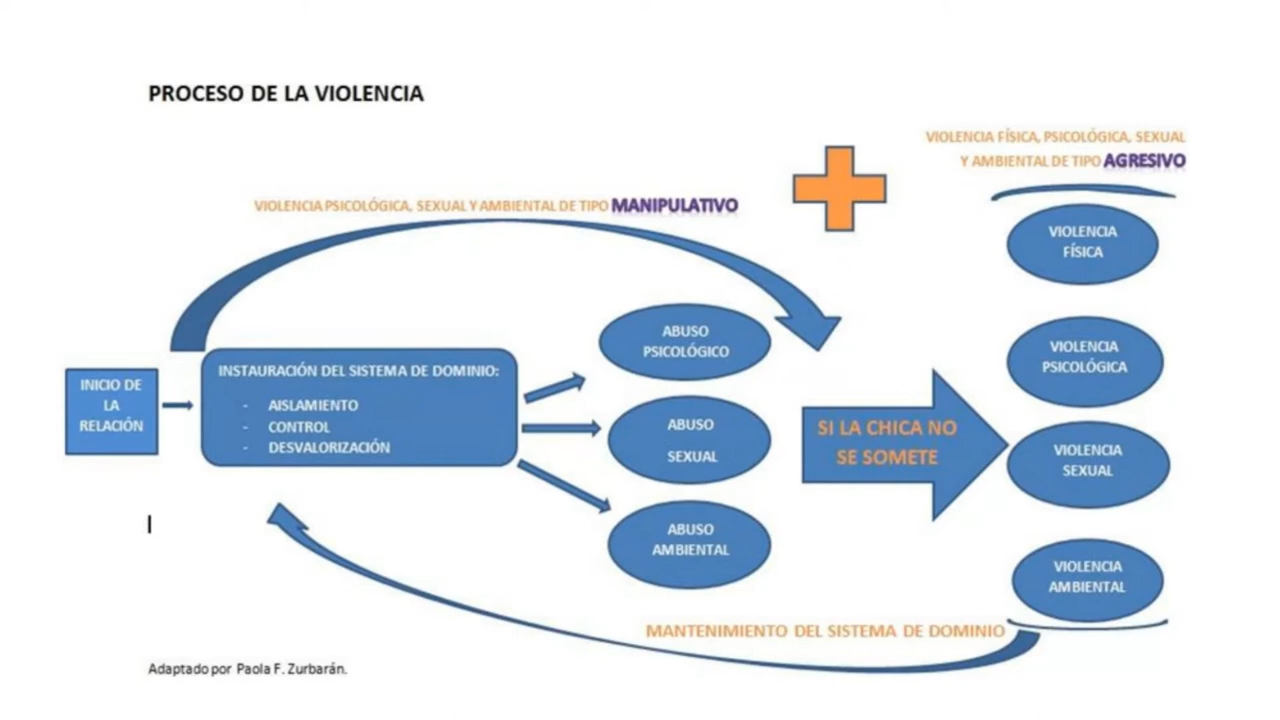 PROCESO DE LA VIOLENCIA
VIOLENCIA FÍSICA, PSICOLÓGICA, SEXUAL
Y AMBIENTAL DE TIPO AGRESIVO
VIOLENCIA PSICOLÓGICA, SEXUAL Y AMBIENTAL DE TIPO MANIPULATIVO
INICIO DE
LA
RELACIÓN
INSTAURACIÓN DEL SISTEMA DE DOMINIO:
- AISLAMIENTO
- CONTROL
- DESVALORIZACIÓN
ABUSO
PSICOLÓGICO
ABUSO
SEXUAL
ABUSO
AMBIENTAL
SI LA CHICA NO
SE SOMETE
VIOLENCIA
FÍSICA
VIOLENCIA
PSICOLÓGICA
VIOLENCIA
SEXUAL
VIOLENCIA
AMBIENTAL
MANTENIMIENTO DEL SISTEMA DE DOMINIO
Adaptado por Paola F. Zurbarán.